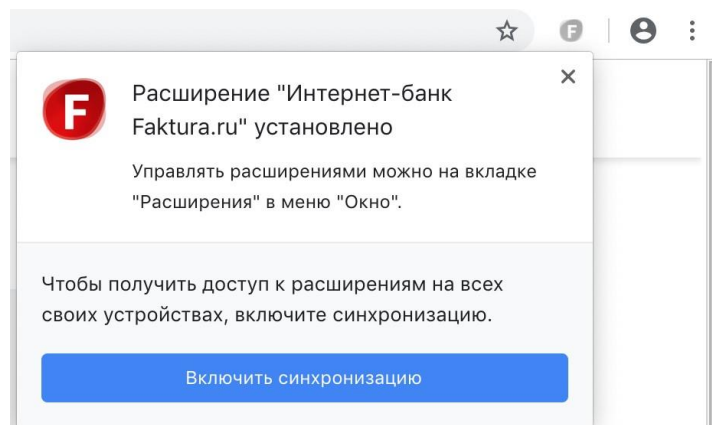 F
F
Расширение "Интернет-банк
Faktura.ru" установлено
Управлять расширениями можно на вкладке
"Расширения" в меню "Окно".
Чтобы получить доступ к расширениям на всех
своих устройствах, включите синхронизацию.
Включить синхронизацию